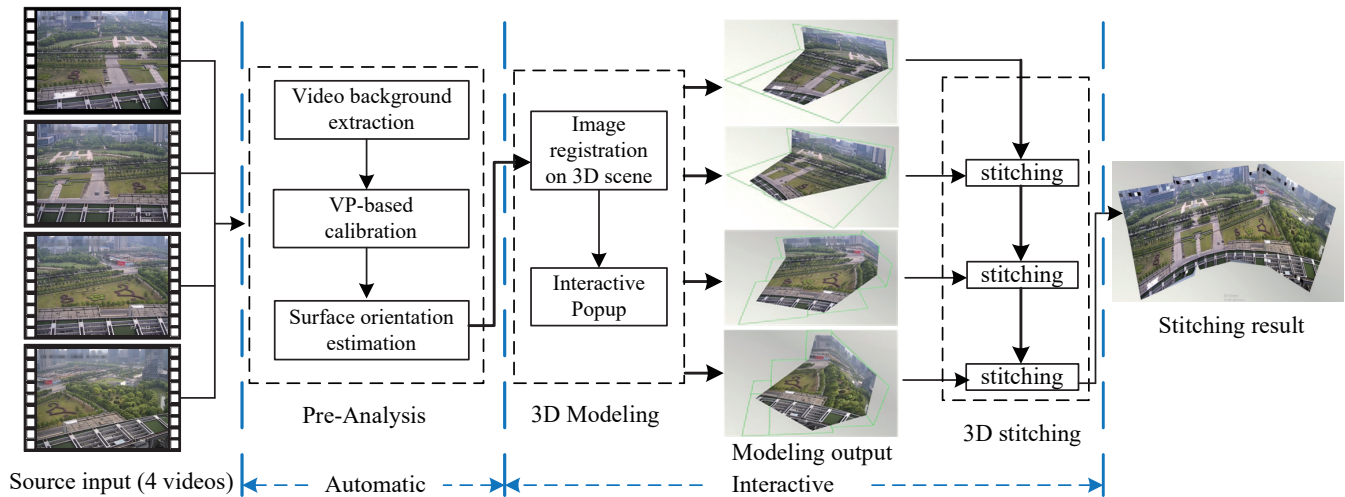 Video background
extraction
VP-based
calibration
Surface orientation
estimation
Pre-Analysis
Image
registration
on 3D scene
Interactive
Popup
3D Modeling
Modeling output
stitching
stitching
stitching
3D stitching
Stitching result
Source input (4 videos)
Automatic
Interactive